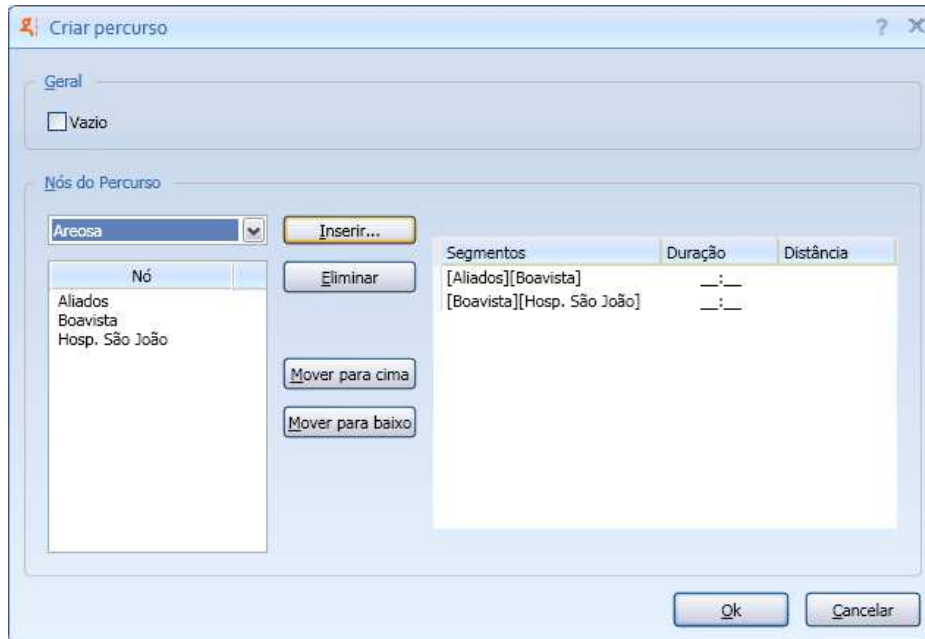 Criar percurso
Geral
Vazio
Nós do Percurso
Areosa
Inserir...
Eliminar
Nó
Aliados
Boavista
Hosp. São João
Mover para cima
Mover para baixo
Segmentos Duração Distância
[Aliados][Boavista] __:__
[Boavista][Hosp. São João] __:__
Ok Cancelar